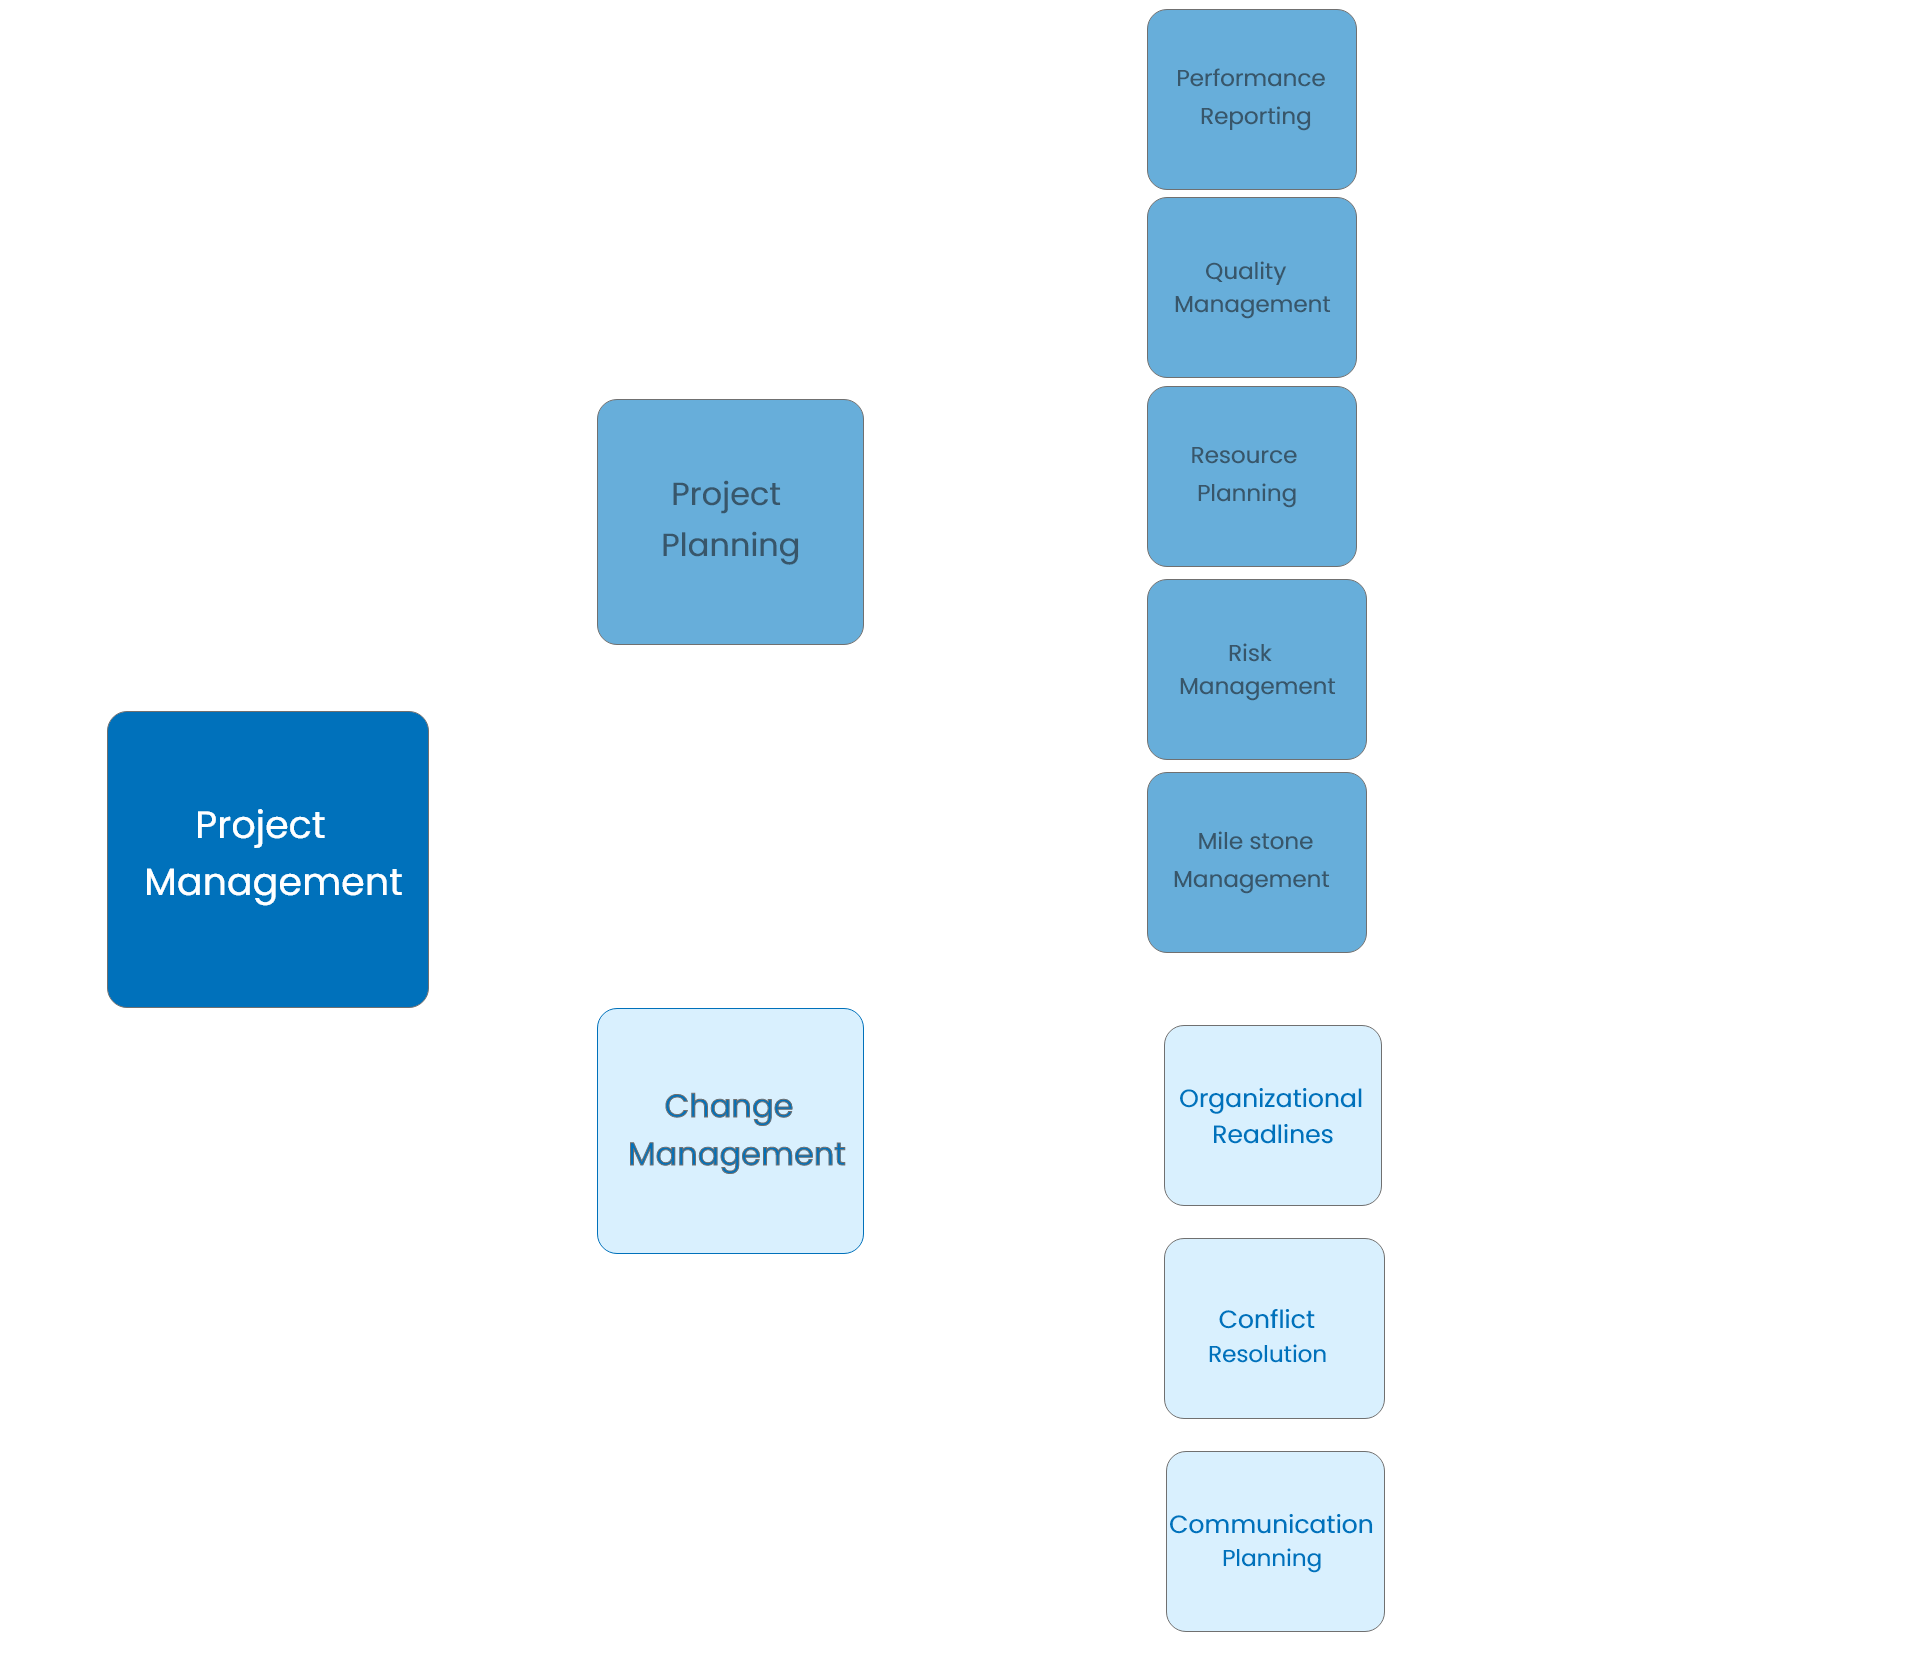 Project
Management
Project
Planning
Change
Management
Performance
Reporting
Quality
Management
Resource
Planning
Risk
Management
Mile stone
Management
Organizational
Readlines
Conflict
Resolution
Communication
Planning